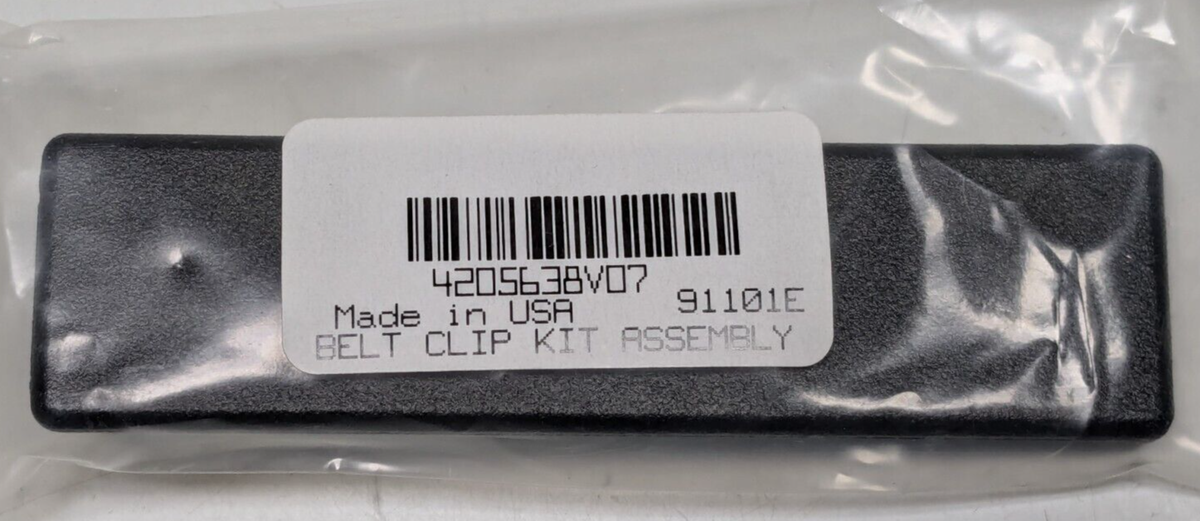 4205638V07
Made in USA 91101E
BELT CLIP KIT ASSEMBLY